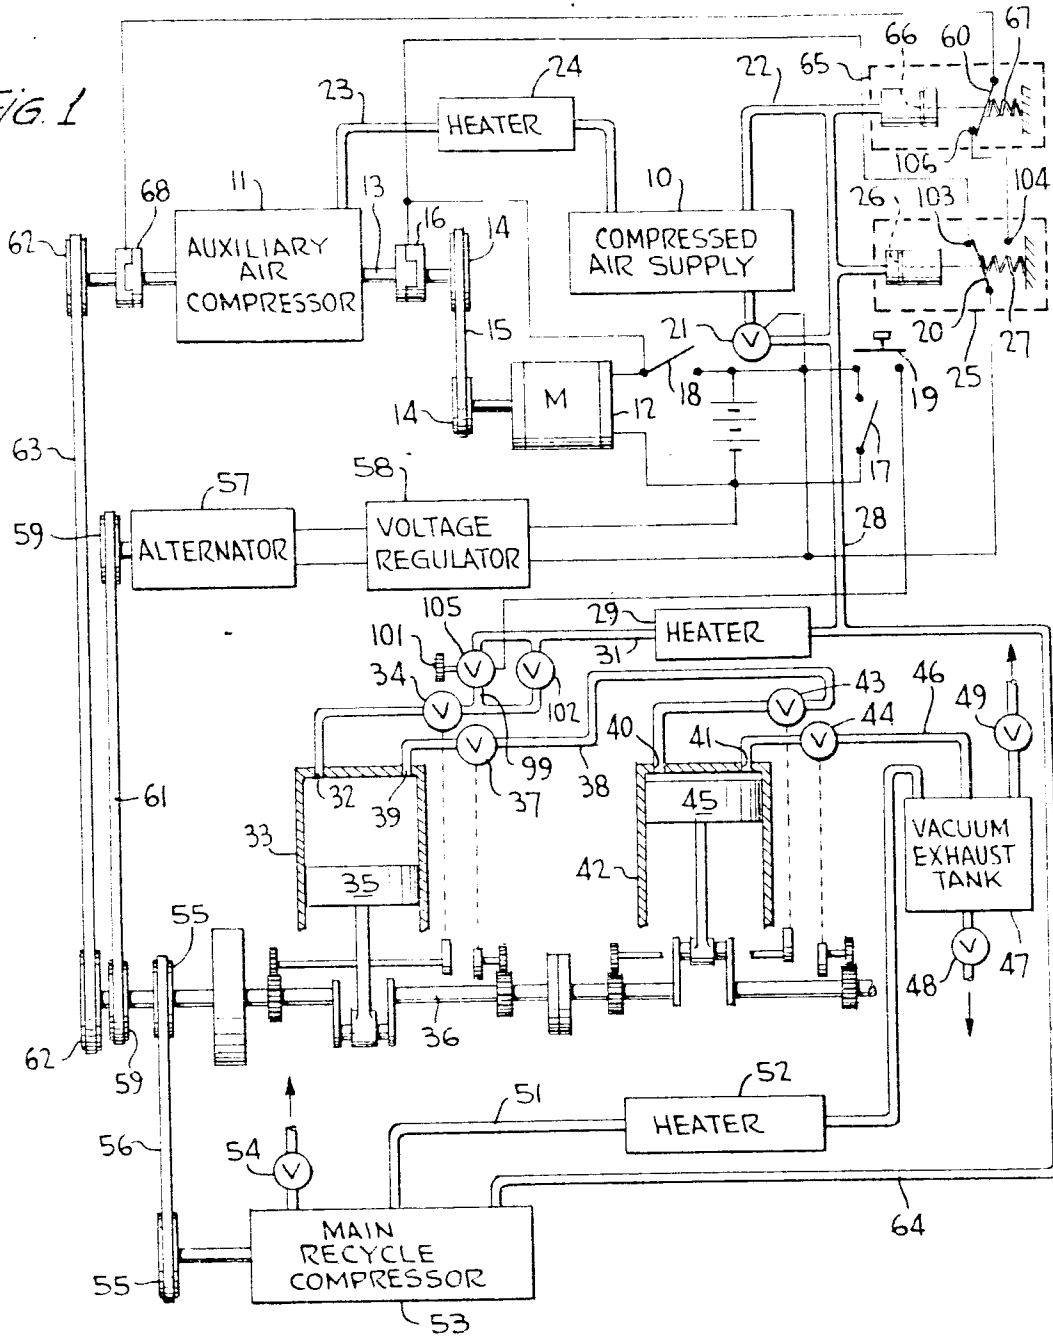 FIG. 1
66
60
67
65
22
24
23
HEATER
106
11
68
13
16
14
10
26
103
104
62
AUXILIARY
AIR
COMPRESSOR
COMPRESSED
AIR SUPPLY
15
21
20
27
25
19
18
14
M
12
17
63
58
57
28
59
ALTERNATOR
VOLTAGE
REGULATOR
105
29
101
HEATER
31
34
V
V
102
43
46
49
V
V
44
V
40
41
V
V
99
38
37
32
39
61
45
VACUUM
EXHAUST
TANK
33
35
42
55
V
48
47
36
62
59
52
51
HEATER
56
54
V
64
MAIN
RECYCLE
COMPRESSOR
55
53
V